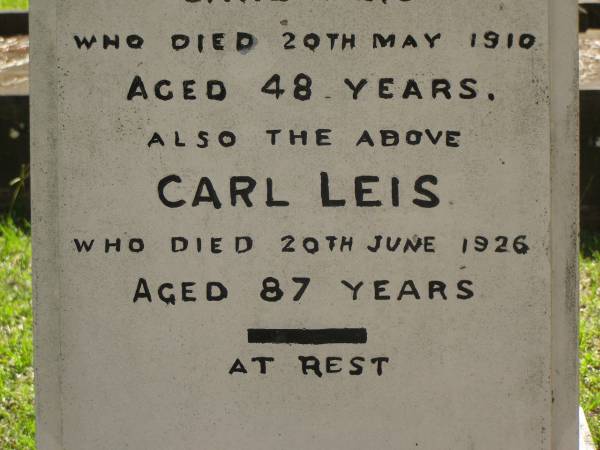 WHO DIED 20TH MAY 1910
AGED 48 YEARS.
ALSO THE ABOVE
CARL LEIS
WHO DIED 20TH JUNE 1926
AGED 87 YEARS
AT REST